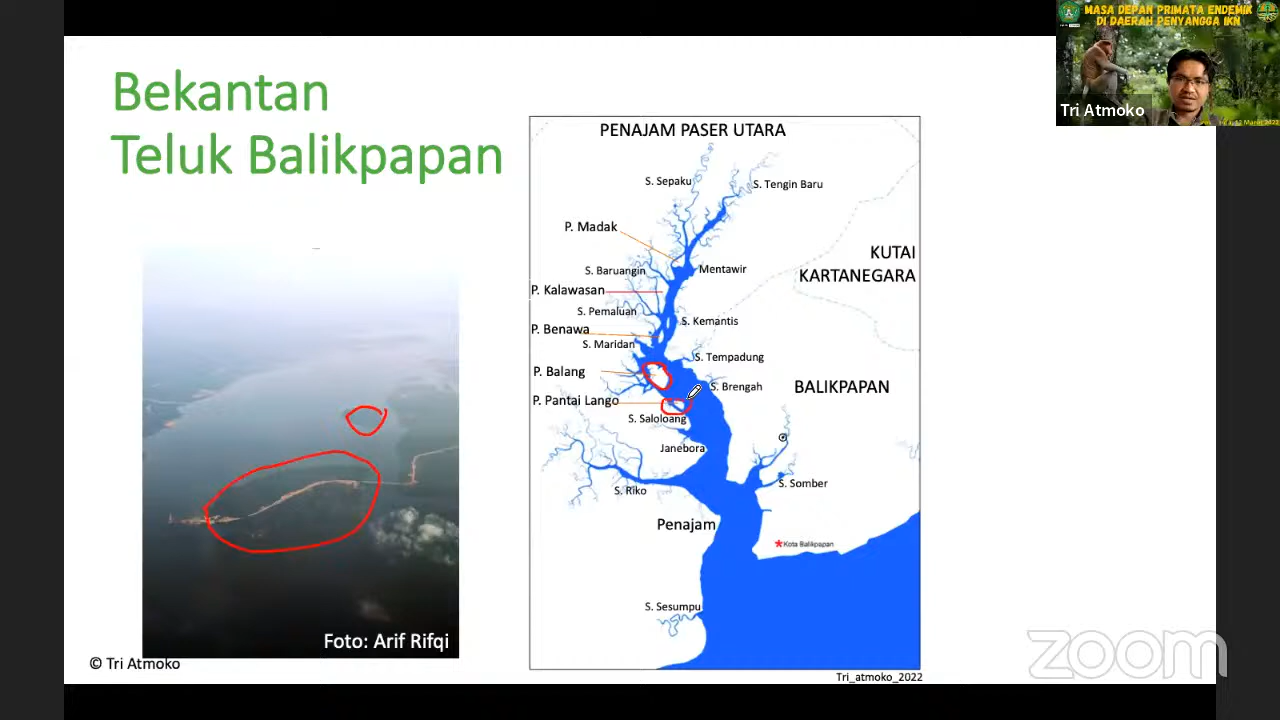 MASA DEPAN PRIMATA ENDEMIK
DI DAERAH PENYANGGA IKN
Tri Atmoko
Bekantan
Teluk Balikpapan
PENAJAM PASER UTARA
S. Sepaku
S. Tengin Baru
P. Madak
KUTAI
KARTANEGARA
S. Baruangin
Mentawir
P. Kalawasan
S. Pemaluan
S. Kemantis
P. Benawa
S. Maridan
S. Tempadung
P. Balang
S. Brengah
BALIKPAPAN
P. Pantai Lango
S. Saloloang
Janebora
S. Riko
S. Somber
Penajam
Kota Balikpapan
S. Sesumpu
Foto: Arif Rifqi
© Tri Atmoko
Tri_atmoko_2022
zoom